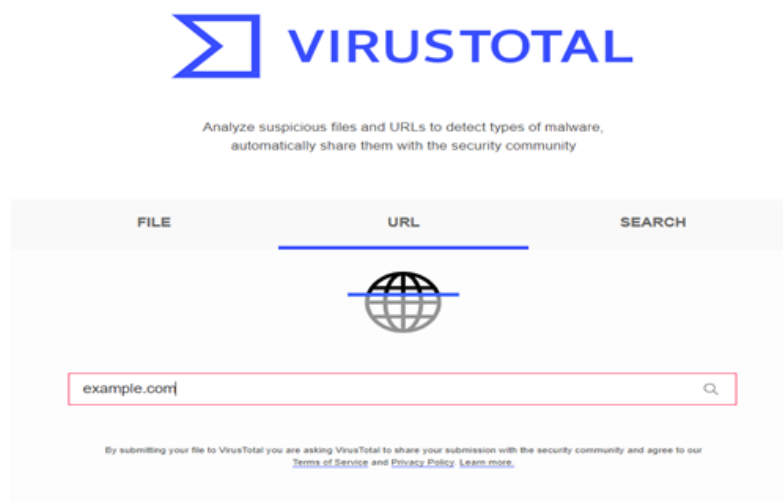 VIRUSTOTAL
Analyze suspicious files and URLs to detect types of malware,
automatically share them with the security community
FILE
URL
SEARCH
example.com
By submitting your file to VirusTotal you are asking VirusTotal to share your submission with the security community and agree to our
Terms of Service and Privacy Policy. Learn more.